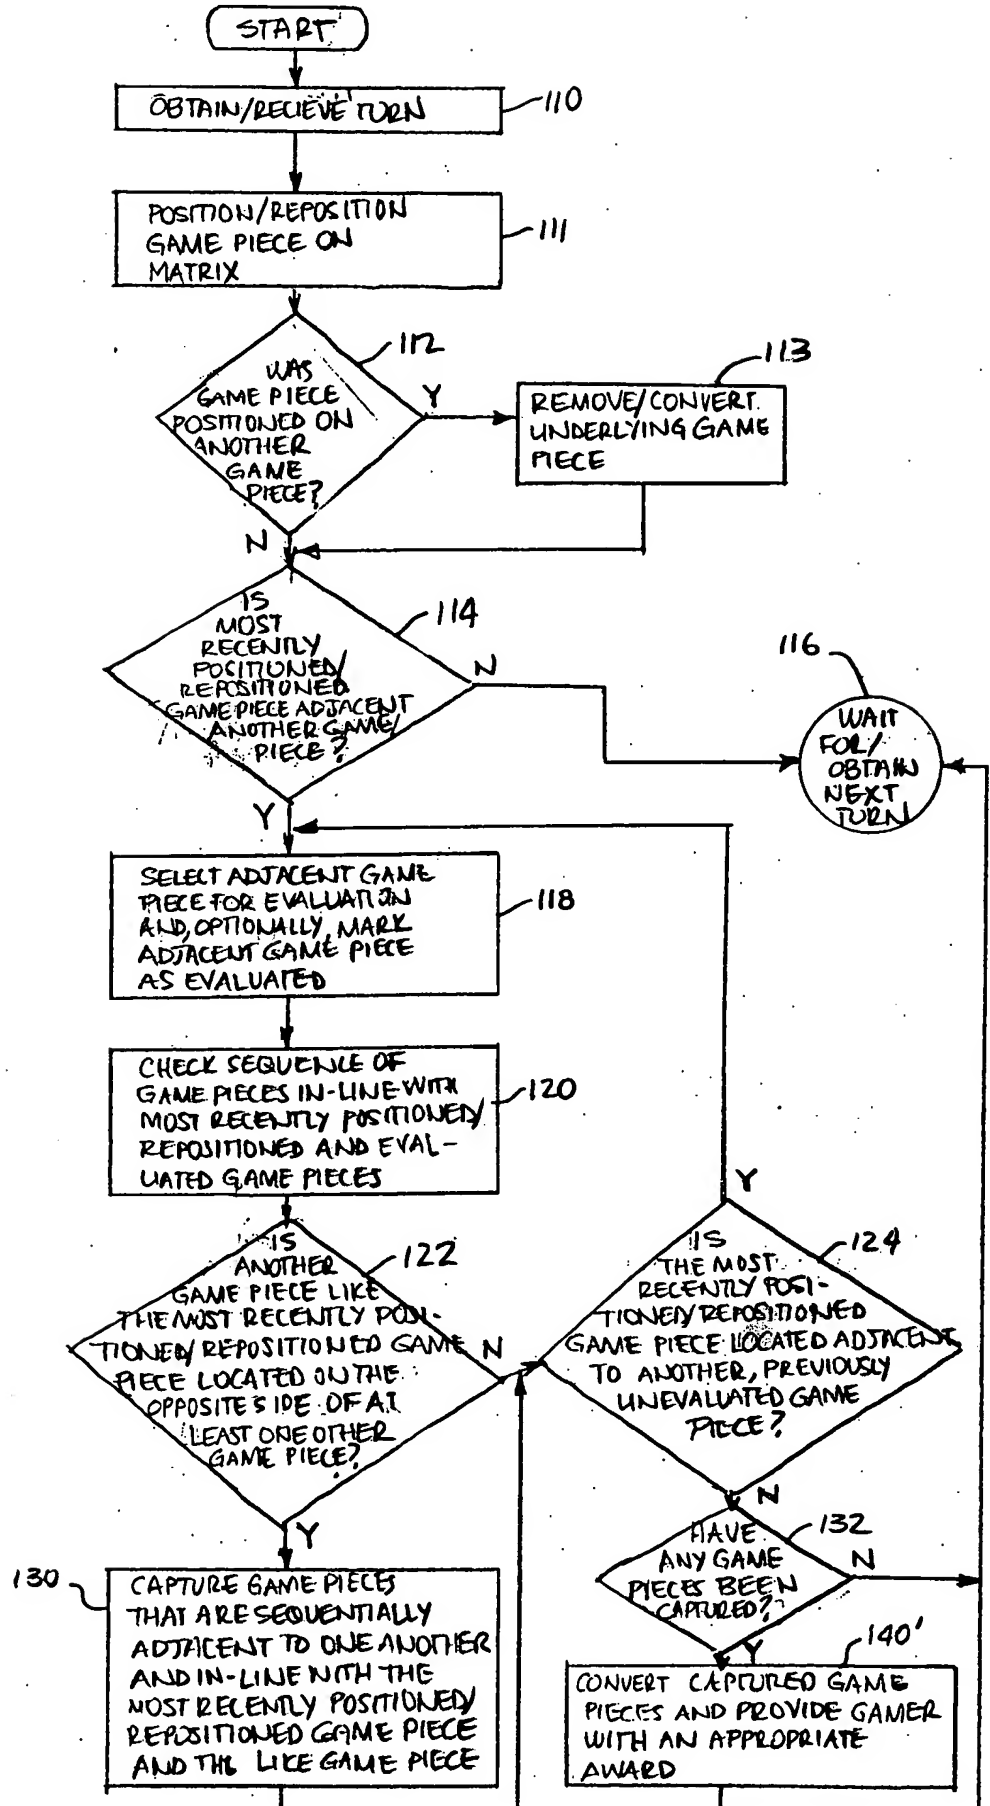 START
OBTAIN/RECIEVE TURN
110
POSITION/REPOSITION
GAME PIECE ON
MATRIX
111
112
WAS
GAME PIECE
POSITIONED ON
ANOTHER
GAME
PIECE?
Y
113
REMOVE/CONVERT
UNDERLYING GAME
PIECE
N
114
IS
MOST
RECENTLY
POSITIONED/
REPOSITIONED
GAME PIECE ADJACENT
ANOTHER GAME
PIECE?
N
116
WAIT
FOR/
OBTAIN
NEXT
TURN
Y
SELECT ADJACENT GAME
PIECE FOR EVALUATION
AND, OPTIONALLY, MARK
ADJACENT GAME PIECE
AS EVALUATED
118
CHECK SEQUENCE OF
GAME PIECES IN-LINE WITH
MOST RECENTLY POSITIONED/
REPOSITIONED AND EVAL-
UATED GAME PIECES
120
122
IS
ANOTHER
GAME PIECE LIKE
THE MOST RECENTLY POSI-
TIONED/REPOSITIONED GAME
PIECE LOCATED ON THE
OPPOSITE SIDE OF AT
LEAST ONE OTHER
GAME PIECE?
N
Y
Y
124
IS
THE MOST
RECENTLY POSI-
TIONED/REPOSITIONED
GAME PIECE LOCATED ADJACENT
TO ANOTHER, PREVIOUSLY
UNEVALUATED GAME
PIECE?
N
132
HAVE
ANY GAME
PIECES BEEN
CAPTURED?
N
Y
130
CAPTURE GAME PIECES
THAT ARE SEQUENTIALLY
ADJACENT TO ONE ANOTHER
AND IN-LINE WITH THE
MOST RECENTLY POSITIONED/
REPOSITIONED GAME PIECE
AND THE LIKE GAME PIECE
140'
CONVERT CAPTURED GAME
PIECES AND PROVIDE GAMER
WITH AN APPROPRIATE
AWARD